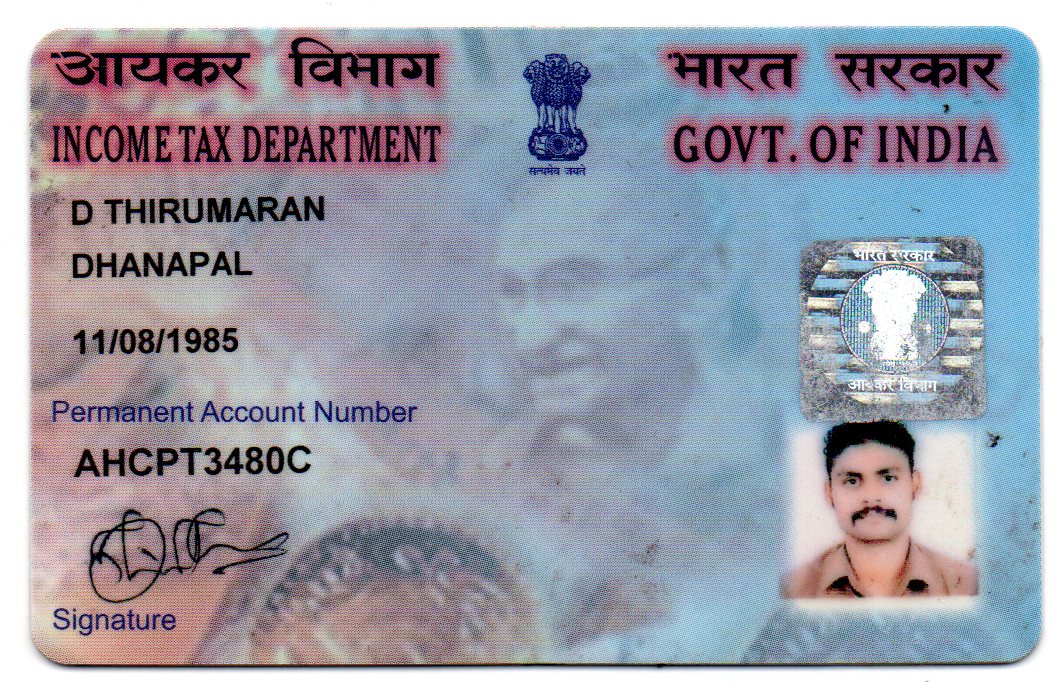 आयकर विभाग भारत सरकार
INCOME TAX DEPARTMENT GOVT. OF INDIA
सत्यमेव जयते
D THIRUMARAN
DHANAPAL
भारत सरकार
11/08/1985
आयकर विभाग
Permanent Account Number
AHCPT3480C
Signature